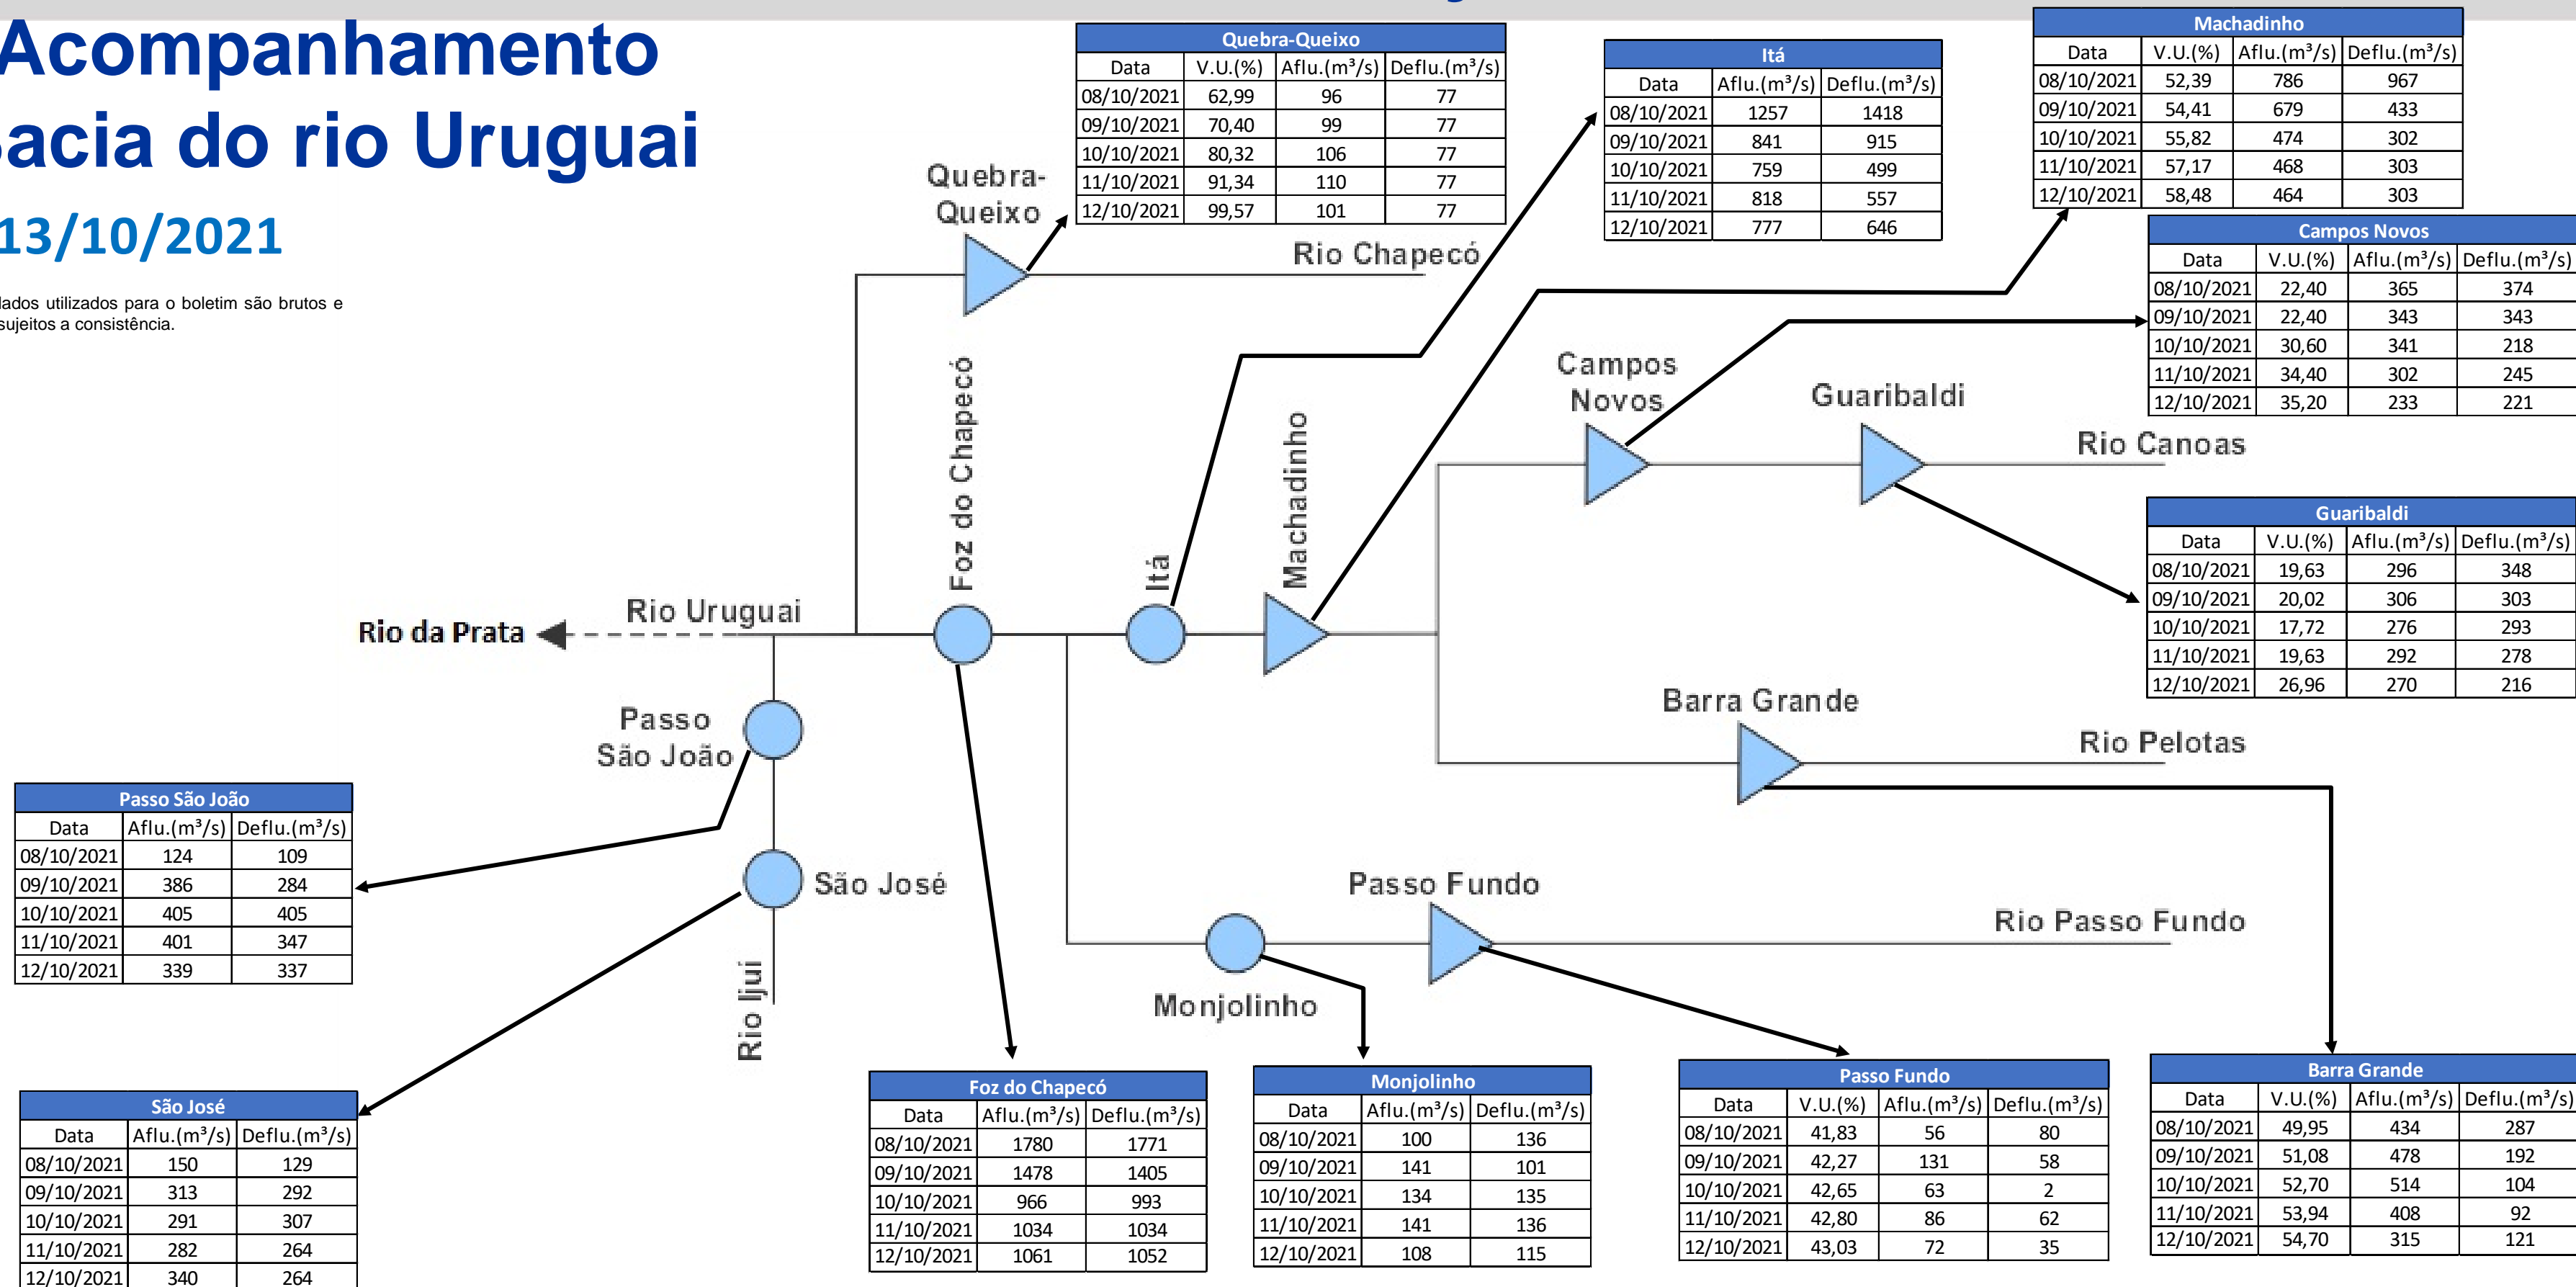 Acompanhamento
acia do rio Uruguai
13/10/2021
dados utilizados para o boletim são brutos e
sujeitos a consistência.
Quebra-Queixo
Data V.U.(%) Aflu.(m³/s) Deflu.(m³/s)
08/10/2021 62,99 96 77
09/10/2021 70,40 99 77
10/10/2021 80,32 106 77
11/10/2021 91,34 110 77
12/10/2021 99,57 101 77
Itá
Data Aflu.(m³/s) Deflu.(m³/s)
08/10/2021 1257 1418
09/10/2021 841 915
10/10/2021 759 499
11/10/2021 818 557
12/10/2021 777 646
Machadinho
Data V.U.(%) Aflu.(m³/s) Deflu.(m³/s)
08/10/2021 52,39 786 967
09/10/2021 54,41 679 433
10/10/2021 55,82 474 302
11/10/2021 57,17 468 303
12/10/2021 58,48 464 303
Campos Novos
Data V.U.(%) Aflu.(m³/s) Deflu.(m³/s)
08/10/2021 22,40 365 374
09/10/2021 22,40 343 343
10/10/2021 30,60 341 218
11/10/2021 34,40 302 245
12/10/2021 35,20 233 221
Quebra-
Queixo
Rio Chapecó
Foz do Chapecó
Itá
Machadinho
Campos
Novos
Guaribaldi
Rio Canoas
Guaribaldi
Data V.U.(%) Aflu.(m³/s) Deflu.(m³/s)
08/10/2021 19,63 296 348
09/10/2021 20,02 306 303
10/10/2021 17,72 276 293
11/10/2021 19,63 292 278
12/10/2021 26,96 270 216
Rio da Prata
Rio Uruguai
Passo
São João
Barra Grande
Rio Pelotas
Passo São João
Data Aflu.(m³/s) Deflu.(m³/s)
08/10/2021 124 109
09/10/2021 386 284
10/10/2021 405 405
11/10/2021 401 347
12/10/2021 339 337
São José
Passo Fundo
Rio Passo Fundo
Rio Ijuí
Monjolinho
São José
Data Aflu.(m³/s) Deflu.(m³/s)
08/10/2021 150 129
09/10/2021 313 292
10/10/2021 291 307
11/10/2021 282 264
12/10/2021 340 264
Foz do Chapecó
Data Aflu.(m³/s) Deflu.(m³/s)
08/10/2021 1780 1771
09/10/2021 1478 1405
10/10/2021 966 993
11/10/2021 1034 1034
12/10/2021 1061 1052
Monjolinho
Data Aflu.(m³/s) Deflu.(m³/s)
08/10/2021 100 136
09/10/2021 141 101
10/10/2021 134 135
11/10/2021 141 136
12/10/2021 108 115
Passo Fundo
Data V.U.(%) Aflu.(m³/s) Deflu.(m³/s)
08/10/2021 41,83 56 80
09/10/2021 42,27 131 58
10/10/2021 42,65 63 2
11/10/2021 42,80 86 62
12/10/2021 43,03 72 35
Barra Grande
Data V.U.(%) Aflu.(m³/s) Deflu.(m³/s)
08/10/2021 49,95 434 287
09/10/2021 51,08 478 192
10/10/2021 52,70 514 104
11/10/2021 53,94 408 92
12/10/2021 54,70 315 121